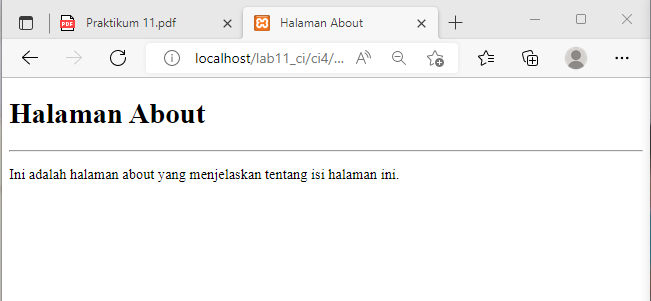 Praktikum 11.pdf
Halaman About
localhost/lab11_ci/ci4/...
Halaman About
Ini adalah halaman about yang menjelaskan tentang isi halaman ini.